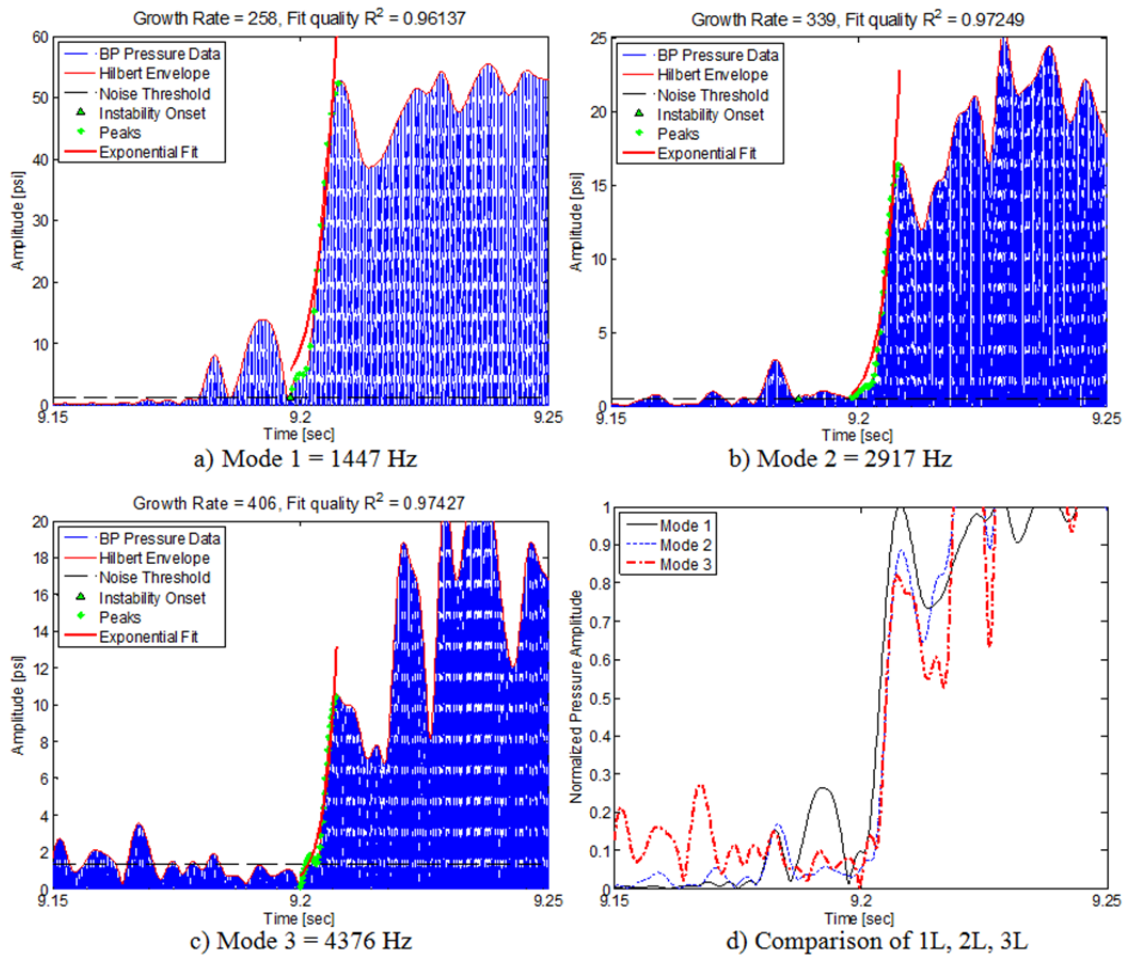 Growth Rate = 258, Fit quality R² = 0.96137
60
50
40
30
20
10
0
Amplitude [psi]
BP Pressure Data
Hilbert Envelope
Noise Threshold
Instability Onset
Peaks
Exponential Fit
9.15
9.2
9.25
Time [sec]
a) Mode 1 = 1447 Hz
Growth Rate = 339, Fit quality R² = 0.97249
25
20
15
10
5
0
Amplitude [psi]
BP Pressure Data
Hilbert Envelope
Noise Threshold
Instability Onset
Peaks
Exponential Fit
9.15
9.2
9.25
Time [sec]
b) Mode 2 = 2917 Hz
Growth Rate = 406, Fit quality R² = 0.97427
20
18
16
14
12
10
8
6
4
2
0
Amplitude [psi]
BP Pressure Data
Hilbert Envelope
Noise Threshold
Instability Onset
Peaks
Exponential Fit
9.15
9.2
9.25
Time [sec]
c) Mode 3 = 4376 Hz
1
0.9
0.8
0.7
0.6
0.5
0.4
0.3
0.2
0.1
0
Normalized Pressure Amplitude
Mode 1
Mode 2
Mode 3
9.15
9.2
9.25
Time [sec]
d) Comparison of 1L, 2L, 3L